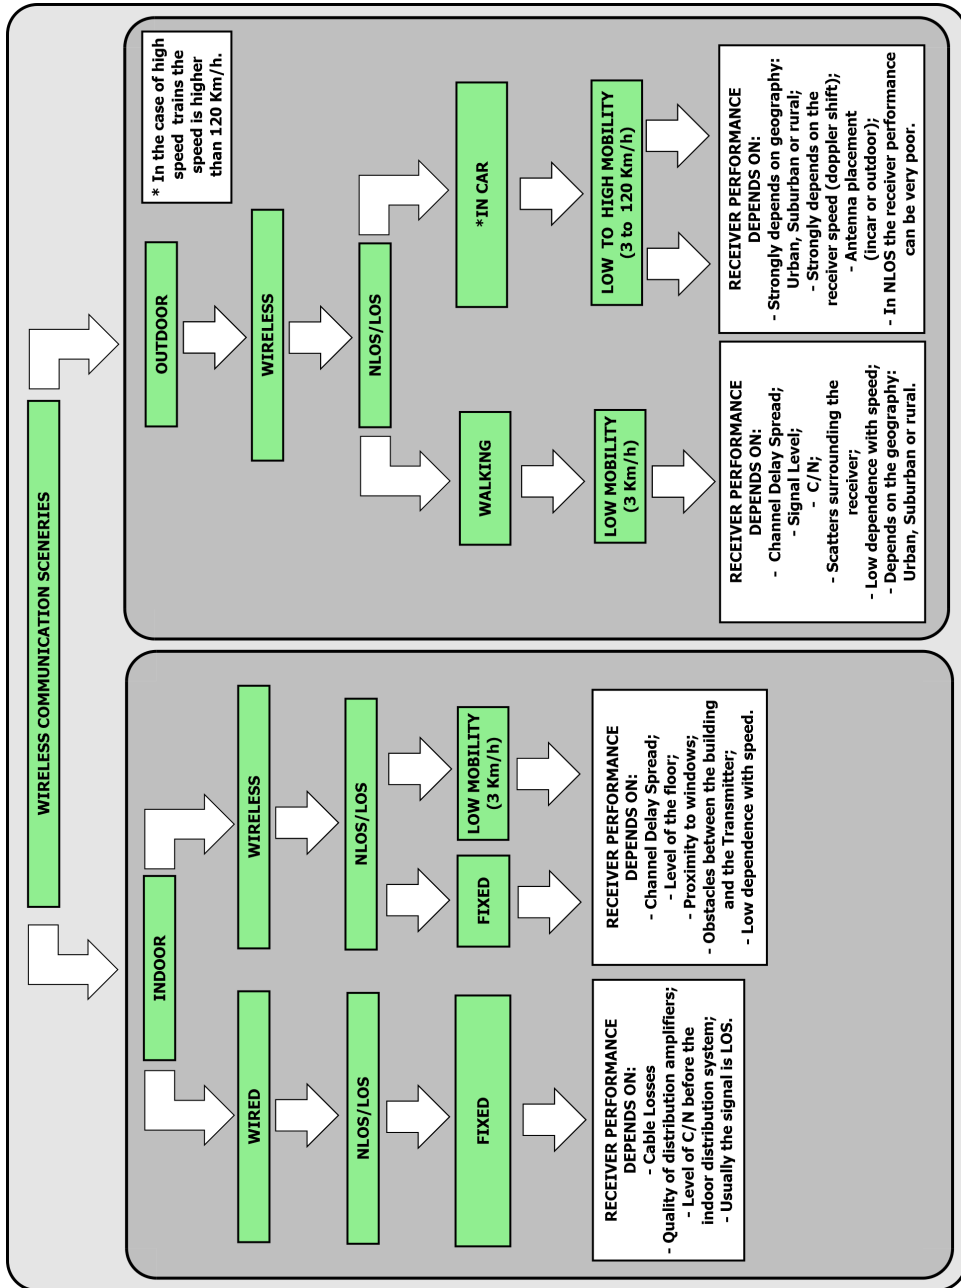 WIRELESS COMMUNICATION SCENERIES
INDOOR
WIRED
NLOS/LOS
FIXED
RECEIVER PERFORMANCE
DEPENDS ON:
- Cable Losses
- Quality of distribution amplifiers;
- Level of C/N before the
indoor distribution system;
- Usually the signal is LOS.
WIRELESS
NLOS/LOS
FIXED
LOW MOBILITY
(3 Km/h)
RECEIVER PERFORMANCE
DEPENDS ON:
- Channel Delay Spread;
- Level of the floor;
- Proximity to windows;
- Obstacles between the building
and the Transmitter;
- Low dependence with speed.
OUTDOOR
* In the case of high
speed trains the
speed is higher
than 120 Km/h.
WIRELESS
NLOS/LOS
WALKING
LOW MOBILITY
(3 Km/h)
RECEIVER PERFORMANCE
DEPENDS ON:
- Channel Delay Spread;
- Signal Level;
- C/N;
- Scatters surrounding the
receiver;
- Low dependence with speed;
- Depends on the geography:
Urban, Suburban or rural.
*IN CAR
LOW TO HIGH MOBILITY
(3 to 120 Km/h)
RECEIVER PERFORMANCE
DEPENDS ON:
- Strongly depends on geography:
Urban, Suburban or rural;
- Strongly depends on the
receiver speed (doppler shift);
- Antenna placement
(incar or outdoor);
- In NLOS the receiver performance
can be very poor.